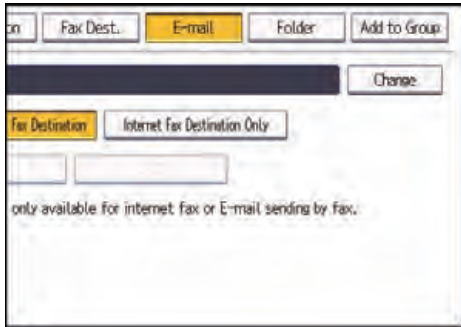 on Fax Dest. E-mail Folder Add to Group
Change
Fax Destination Internet Fax Destination Only
only available for internet fax or E-mail sending by fax.